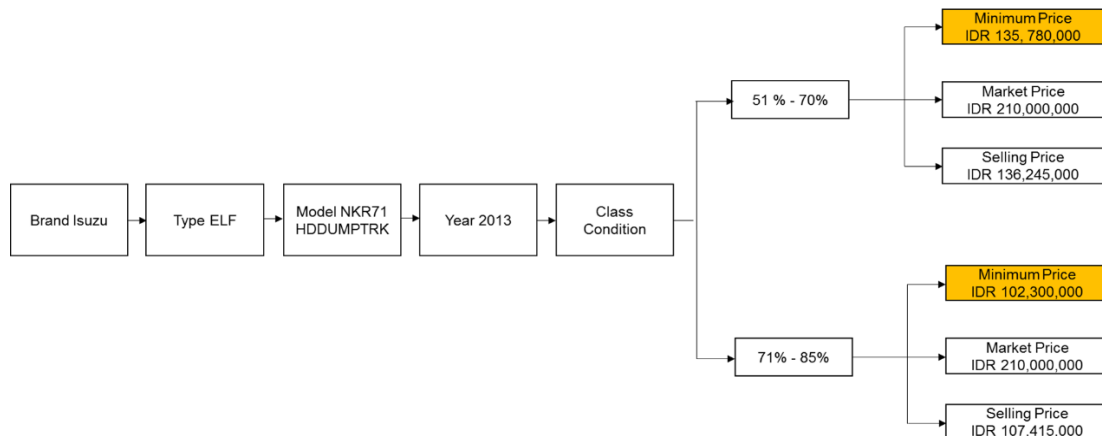 Minimum Price
IDR 135, 780,000
51 % - 70%
Market Price
IDR 210,000,000
Selling Price
IDR 136,245,000
Brand Isuzu
Type ELF
Model NKR71
HDDUMPTRK
Year 2013
Class
Condition
Minimum Price
IDR 102,300,000
71% - 85%
Market Price
IDR 210,000,000
Selling Price
IDR 107,415,000